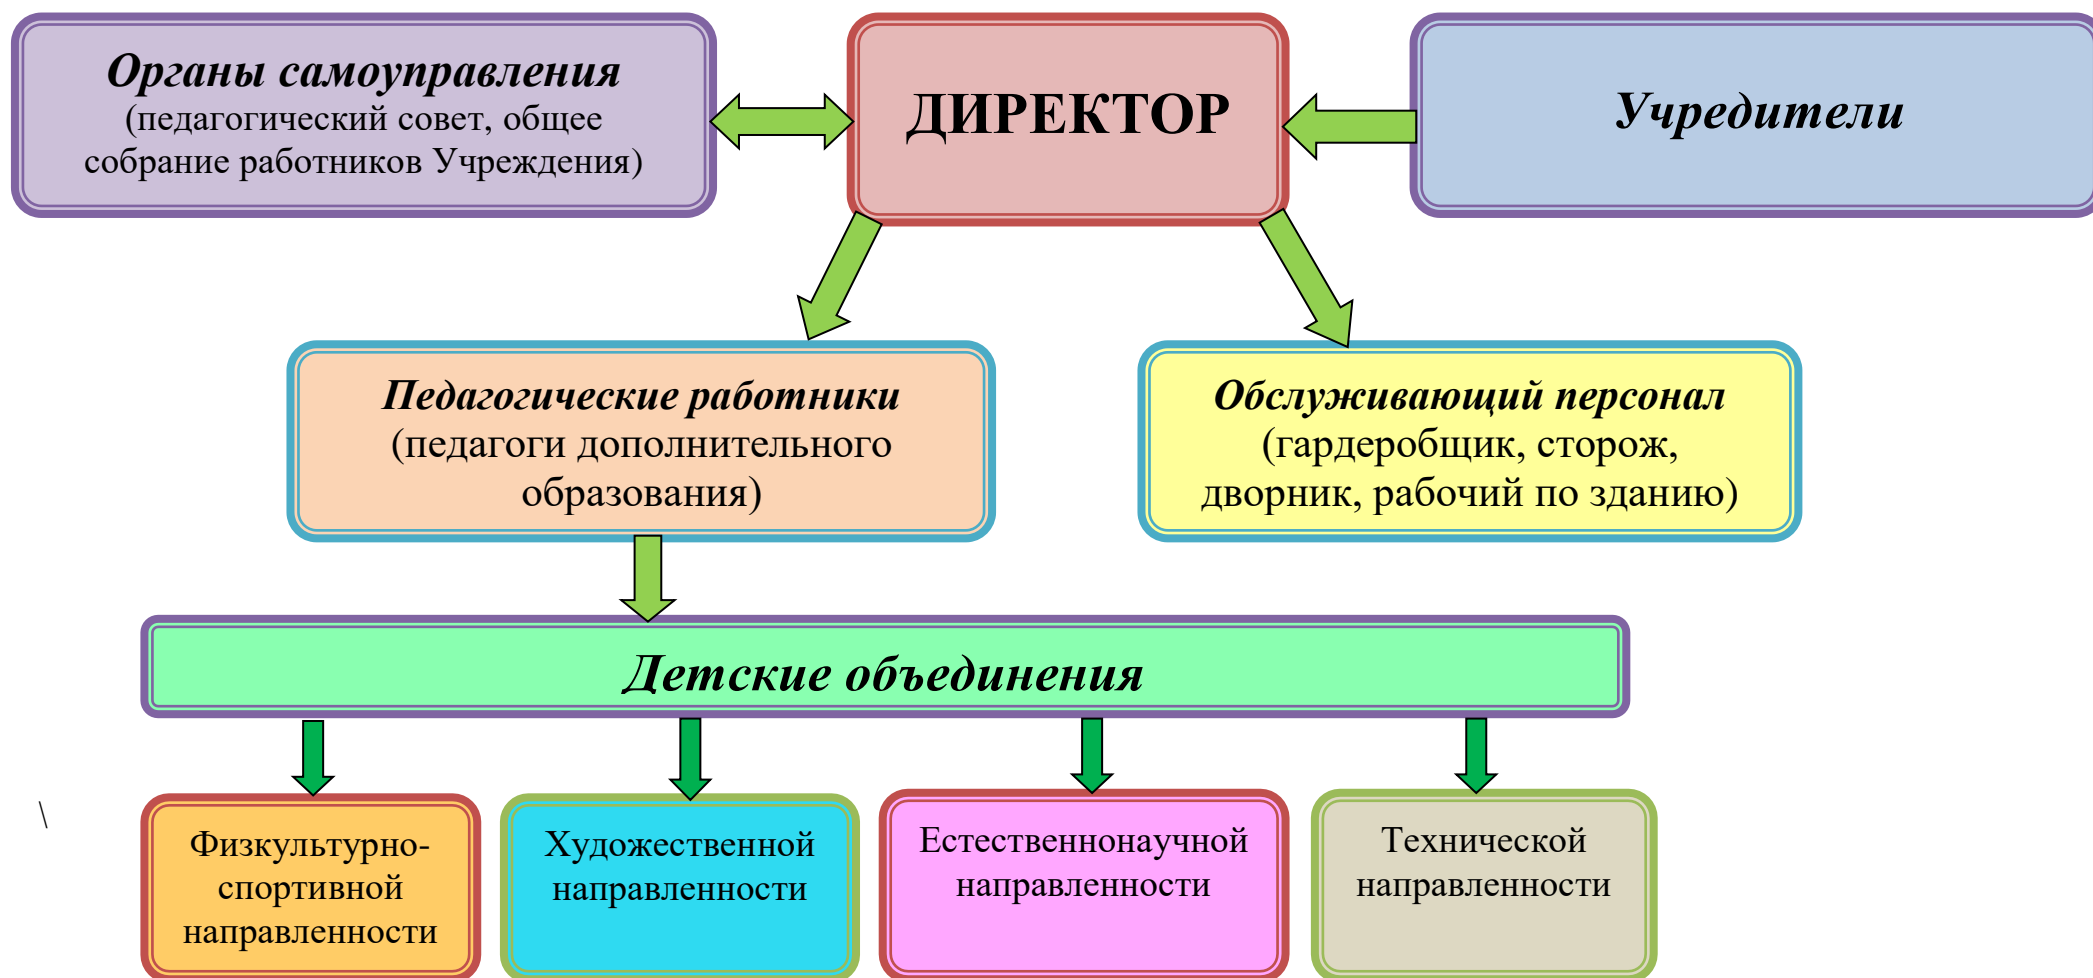 Органы самоуправления
(педагогический совет, общее
собрание работников Учреждения)
ДИРЕКТОР
Учредители
Педагогические работники
(педагоги дополнительного
образования)
Обслуживающий персонал
(гардеробщик, сторож,
дворник, рабочий по зданию)
Детские объединения
\
Физкультурно-
спортивной
направленности
Художественной
направленности
Естественнонаучной
направленности
Технической
направленности